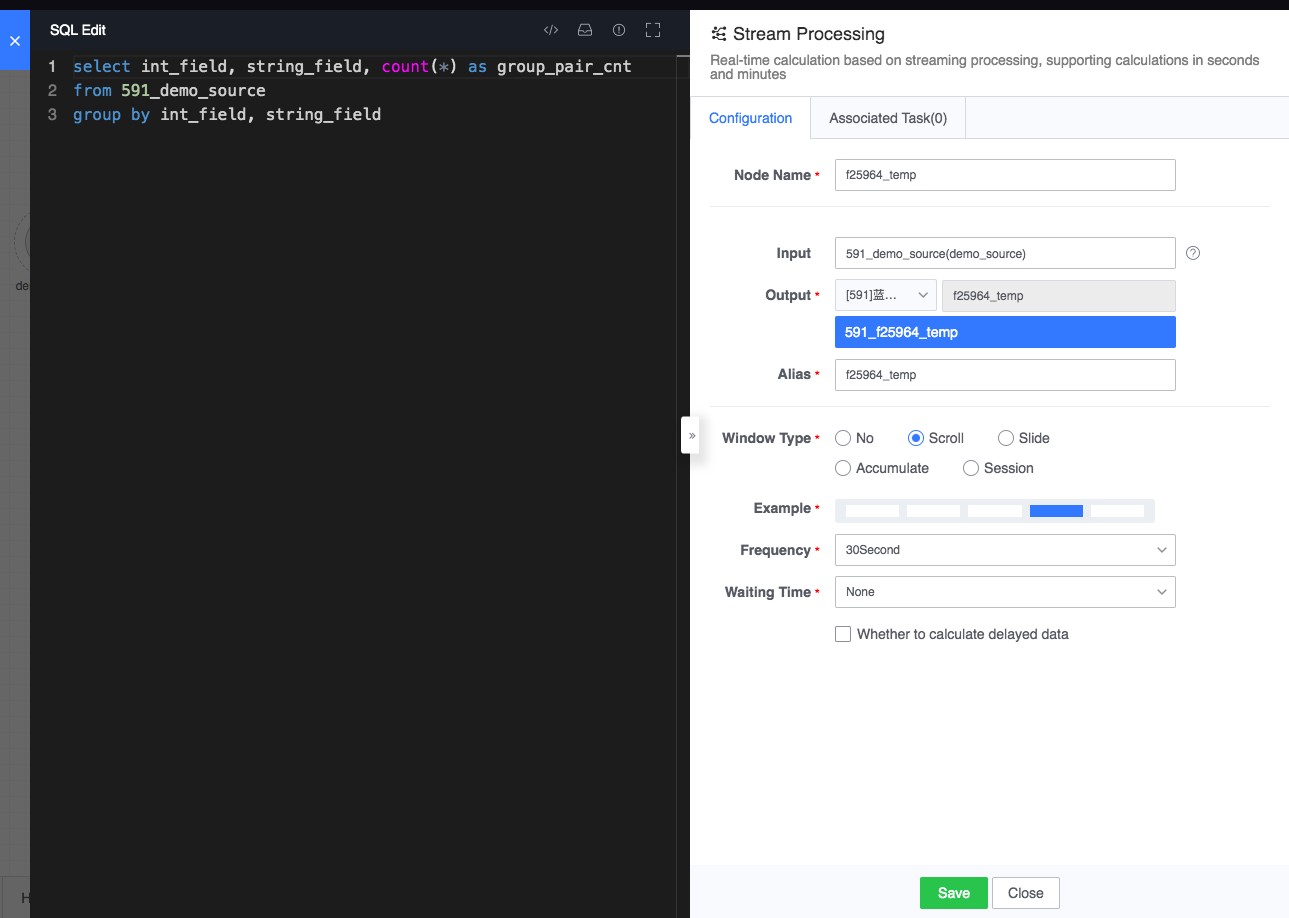 SQL Edit
1 select int_field, string_field, count(*) as group_pair_cnt
2 from 591_demo_source
3 group by int_field, string_field
de
H
Stream Processing
Real-time calculation based on streaming processing, supporting calculations in seconds
and minutes
Configuration
Associated Task(0)
Node Name *
f25964_temp
Input
591_demo_source(demo_source)
Output *
[591]蓝...
f25964_temp
591_f25964_temp
Alias *
f25964_temp
Window Type *
No
Scroll
Slide
Accumulate
Session
Example *
Frequency *
30Second
Waiting Time *
None
Whether to calculate delayed data
Save
Close